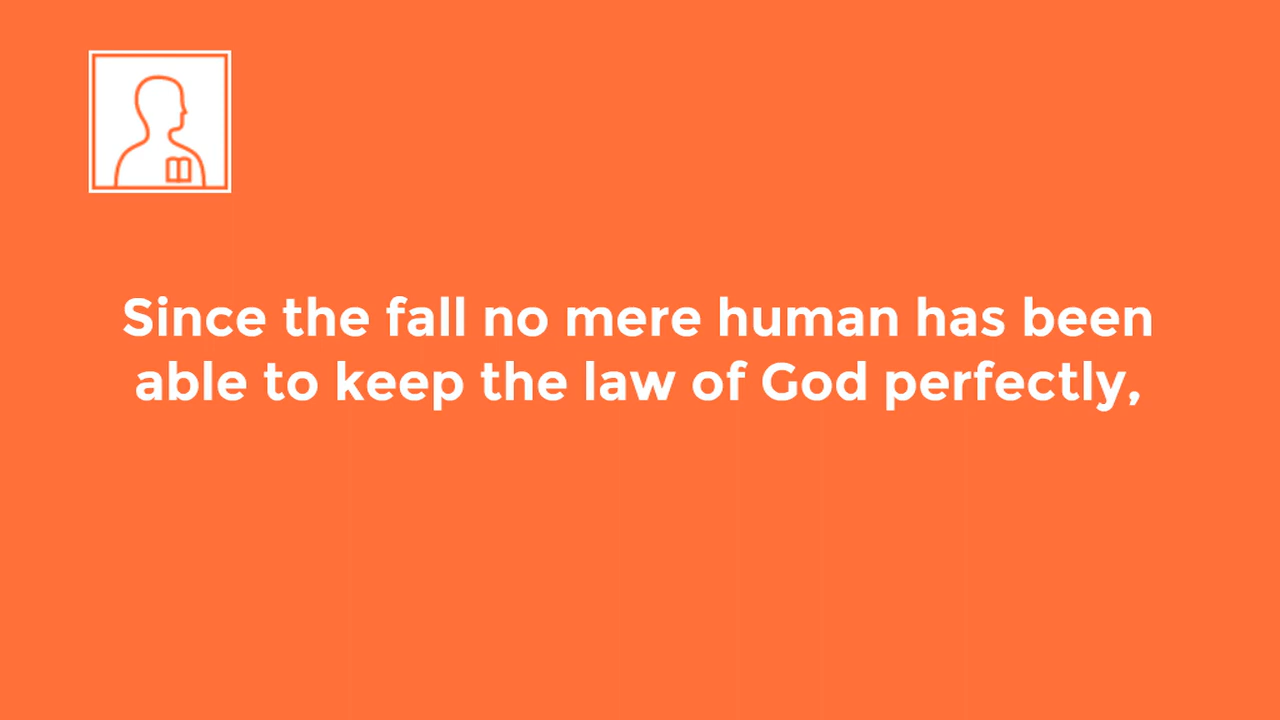 Since the fall no mere human has been
able to keep the law of God perfectly,